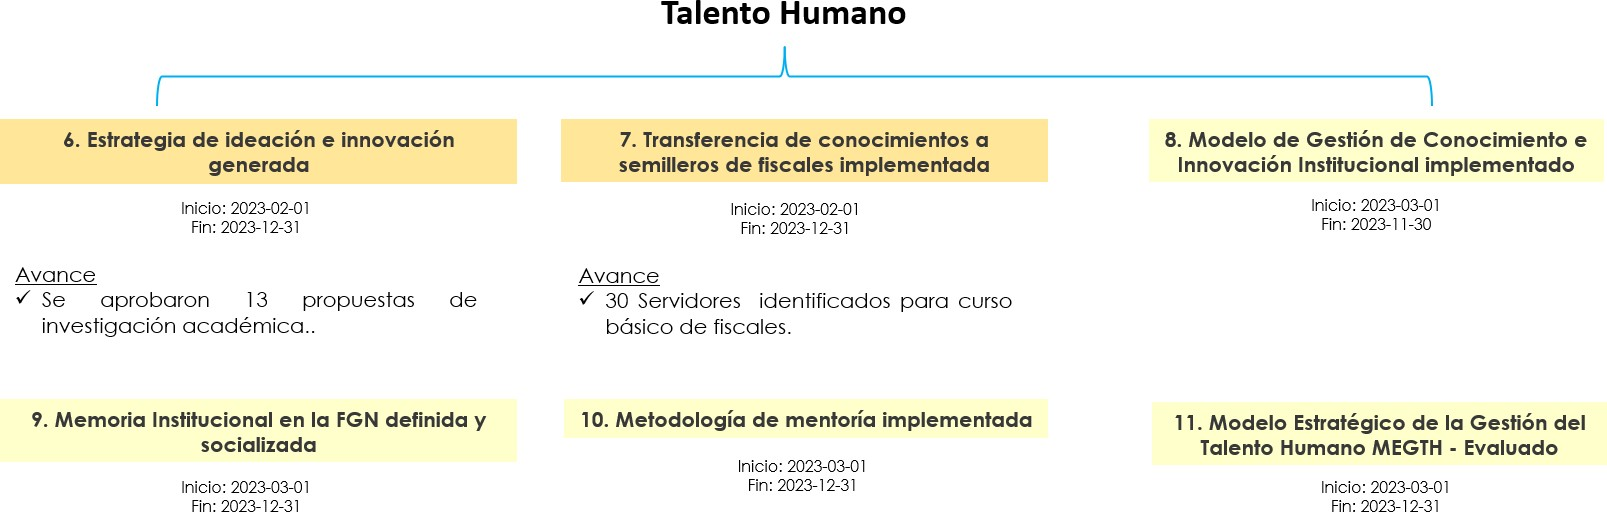 Talento Humano
6. Estrategia de ideación e innovación
generada
Inicio: 2023-02-01
Fin: 2023-12-31
Avance
✓ Se aprobaron 13 propuestas de
investigación académica..
7. Transferencia de conocimientos a
semilleros de fiscales implementada
Inicio: 2023-02-01
Fin: 2023-12-31
Avance
✓ 30 Servidores identificados para curso
básico de fiscales.
8. Modelo de Gestión de Conocimiento e
Innovación Institucional implementado
Inicio: 2023-03-01
Fin: 2023-11-30
9. Memoria Institucional en la FGN definida y
socializada
Inicio: 2023-03-01
Fin: 2023-12-31
10. Metodología de mentoría implementada
Inicio: 2023-03-01
Fin: 2023-12-31
11. Modelo Estratégico de la Gestión del
Talento Humano MEGTH - Evaluado
Inicio: 2023-03-01
Fin: 2023-12-31